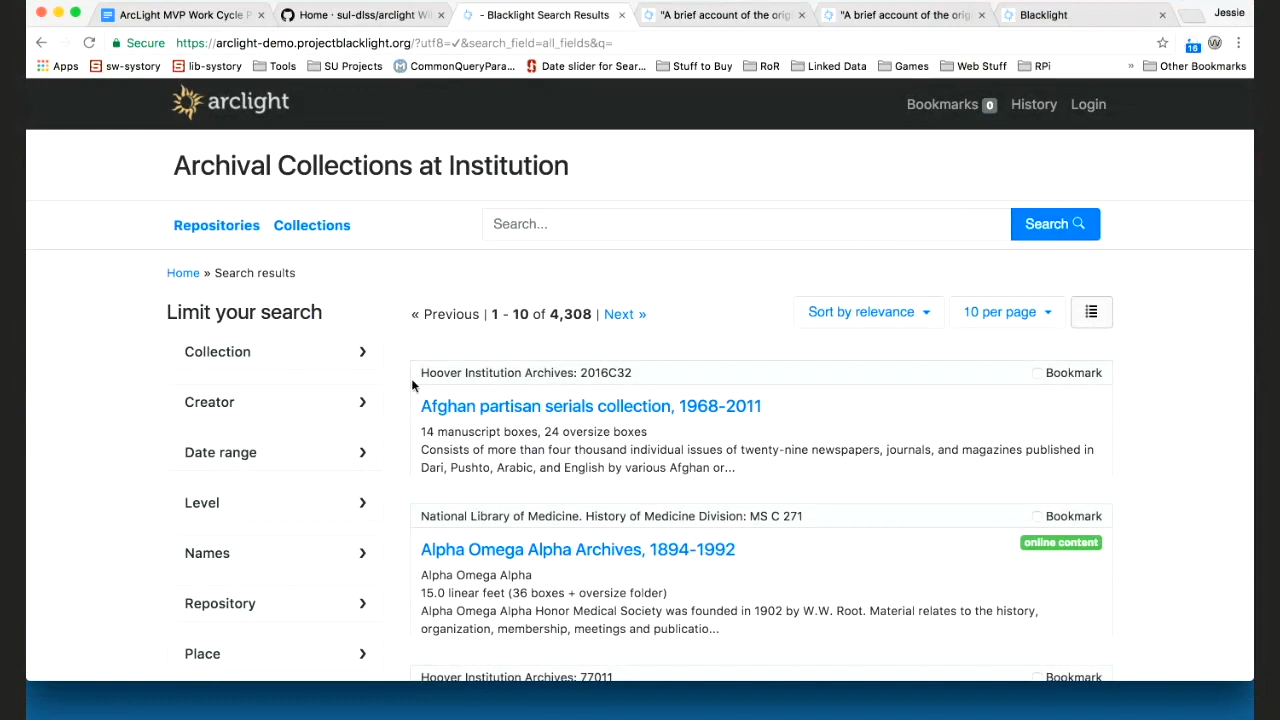 ArcLight MVP Work Cycle P
Home · sul-dlss/arclight Wi
- Blacklight Search Results
"A brief account of the orig
"A brief account of the orig
Blacklight
Jessie
Secure
https://arclight-demo.projectblacklight.org/?utf8=✓&search_field=all_fields&q=
16
W
Apps
sw-systory
lib-systory
Tools
SU Projects
CommonQueryPara...
Date slider for Sear...
Stuff to Buy
RoR
Linked Data
Games
Web Stuff
RPi
»
Other Bookmarks
arclight
Bookmarks 0
History
Login
Archival Collections at Institution
Repositories
Collections
Search...
Search
Home » Search results
Limit your search
« Previous | 1 - 10 of 4,308 | Next »
Sort by relevance
10 per page
Collection
Creator
Date range
Level
Names
Repository
Place
Hoover Institution Archives: 2016C32
Bookmark
Afghan partisan serials collection, 1968-2011
14 manuscript boxes, 24 oversize boxes
Consists of more than four thousand individual issues of twenty-nine newspapers, journals, and magazines published in
Dari, Pushto, Arabic, and English by various Afghan or...
National Library of Medicine. History of Medicine Division: MS C 271
Bookmark
Alpha Omega Alpha Archives, 1894-1992
online content
Alpha Omega Alpha
15.0 linear feet (36 boxes + oversize folder)
Alpha Omega Alpha Honor Medical Society was founded in 1902 by W.W. Root. Material relates to the history,
organization, membership, meetings and publicatio...
Hoover Institution Archives: 77011
Bookmark